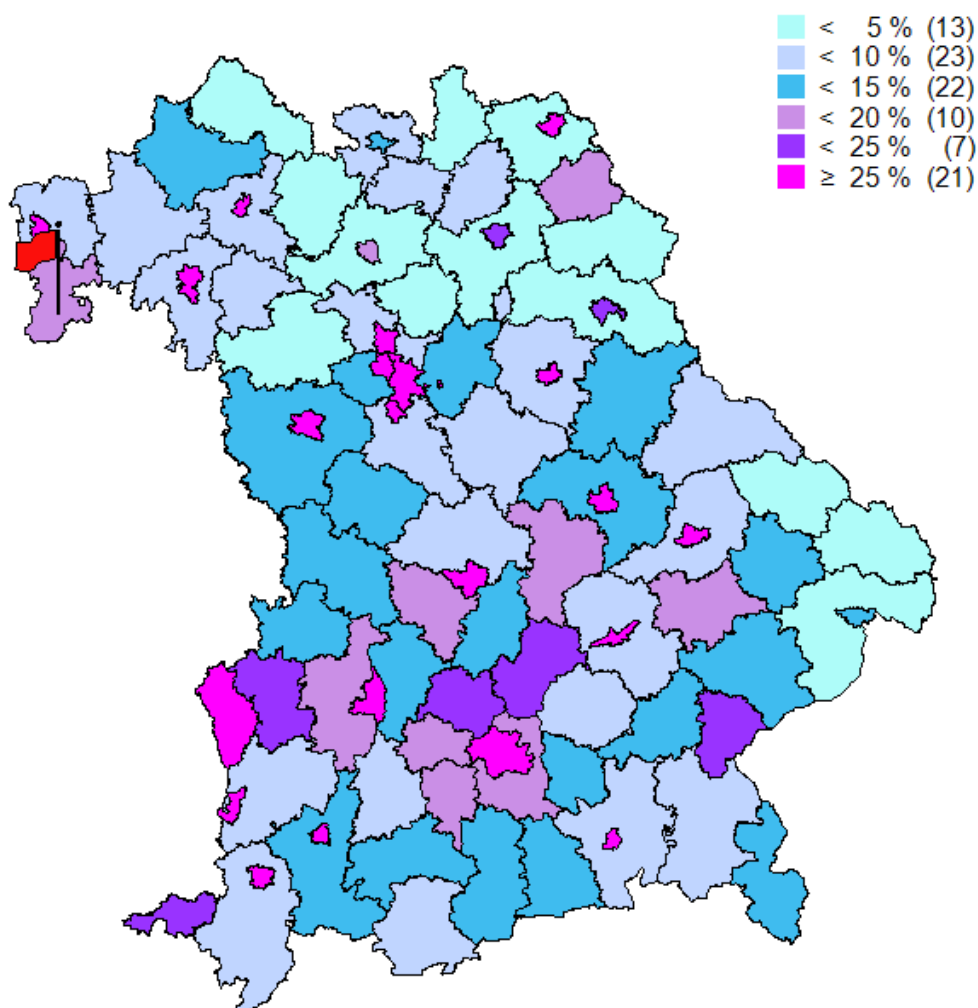 < 5 % (13)
< 10 % (23)
< 15 % (22)
< 20 % (10)
< 25 % (7)
≥ 25 % (21)